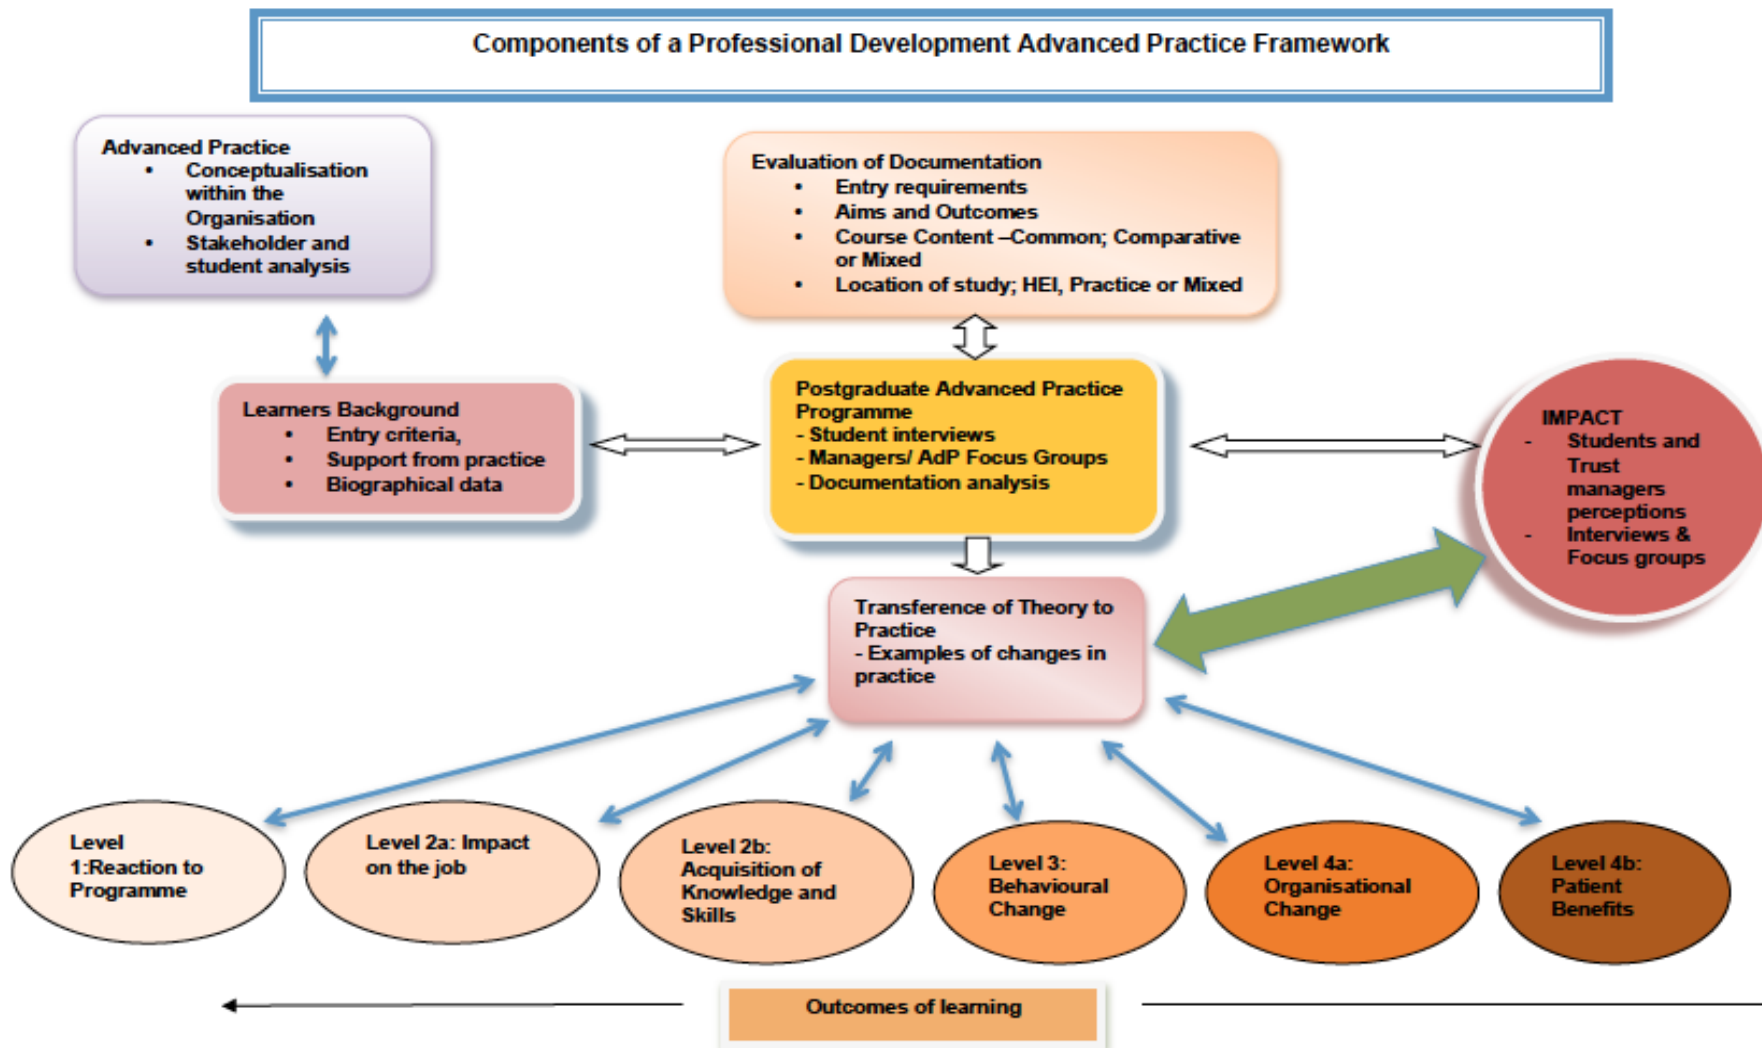 Components of a Professional Development Advanced Practice Framework
Advanced Practice
• Conceptualisation
within the
Organisation
• Stakeholder and
student analysis
Evaluation of Documentation
• Entry requirements
• Aims and Outcomes
• Course Content –Common; Comparative
or Mixed
• Location of study; HEI, Practice or Mixed
Learners Background
• Entry criteria,
• Support from practice
• Biographical data
Postgraduate Advanced Practice
Programme
- Student interviews
- Managers/ AdP Focus Groups
- Documentation analysis
IMPACT
- Students and
Trust
managers
perceptions
- Interviews &
Focus groups
Transference of Theory to
Practice
- Examples of changes in
practice
Level
1:Reaction to
Programme
Level 2a: Impact
on the job
Level 2b:
Acquisition of
Knowledge and
Skills
Level 3:
Behavioural
Change
Level 4a:
Organisational
Change
Level 4b:
Patient
Benefits
Outcomes of learning